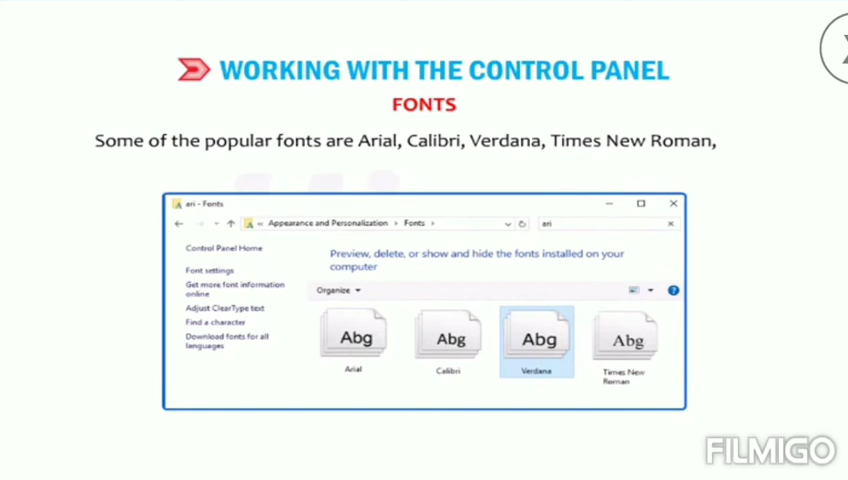 WORKING WITH THE CONTROL PANEL
FONTS
Some of the popular fonts are Arial, Calibri, Verdana, Times New Roman,
ari - Fonts
Appearance and Personalization > Fonts >
ari
Control Panel Home
Font settings
Get more font information
online
Adjust ClearType text
Find a character
Download fonts for all
languages
Preview, delete, or show and hide the fonts installed on your
computer
Organize
Abg
Abg
Abg
Abg
Arial
Calibri
Verdana
Times New
Roman
FILMIGO